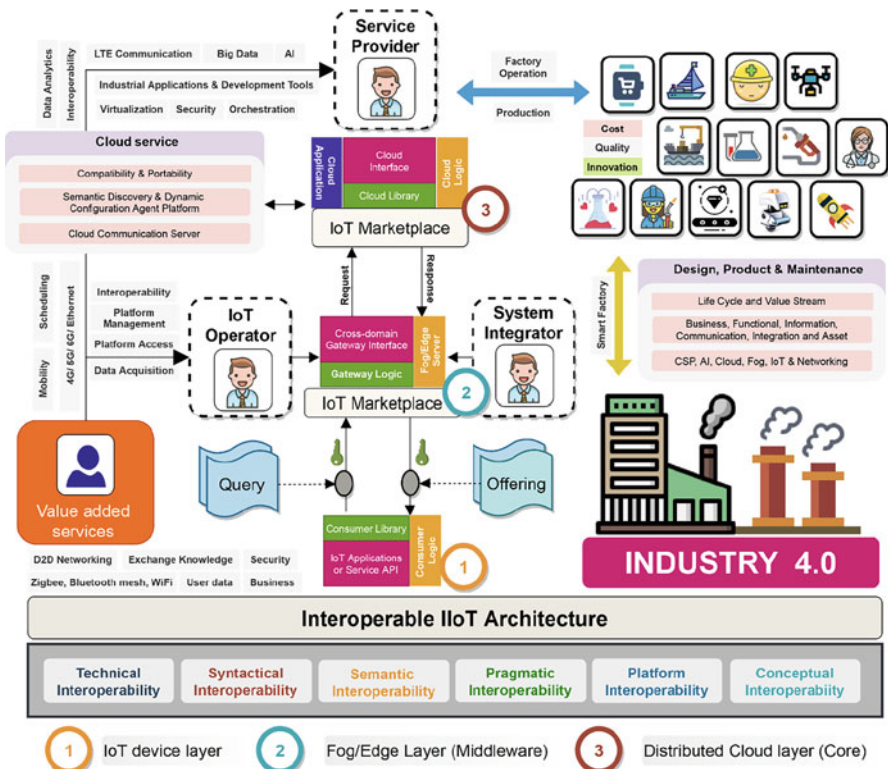 Service
Provider
Data Analytics
Interoperability
LTE Communication
Big Data
AI
Industrial Applications & Development Tools
Virtualization
Security
Orchestration
Factory
Operation
Production
Cost
Quality
Innovation
Cloud service
Compatibility & Portability
Semantic Discovery & Dynamic
Configuration Agent Platform
Cloud Communication Server
Cloud
Application
Cloud
Interface
Cloud Library
Cloud
Logic
IoT Marketplace
3
Request
Response
Scheduling
Mobility
4G/ 5G/ 6G/ Ethernet
Interoperability
Platform
Management
Platform Access
Data Acquisition
IoT
Operator
Cross-domain
Gateway Interface
Gateway Logic
Fog/Edge
Server
IoT Marketplace
2
System
Integrator
Smart Factory
Design, Product & Maintenance
Life Cycle and Value Stream
Business, Functional, Information,
Communication, Integration and Asset
CSP, AI, Cloud, Fog, IoT & Networking
Value added
services
Query
Offering
Consumer Library
IoT Applications
or Service API
Consumer
Logic
1
D2D Networking
Exchange Knowledge
Security
Zigbee, Bluetooth mesh, WiFi
User data
Business
INDUSTRY 4.0
Interoperable IIoT Architecture
Technical
Interoperability
Syntactical
Interoperability
Semantic
Interoperability
Pragmatic
Interoperability
Platform
Interoperability
Conceptual
Interoperabiity
1 IoT device layer
2 Fog/Edge Layer (Middleware)
3 Distributed Cloud layer (Core)